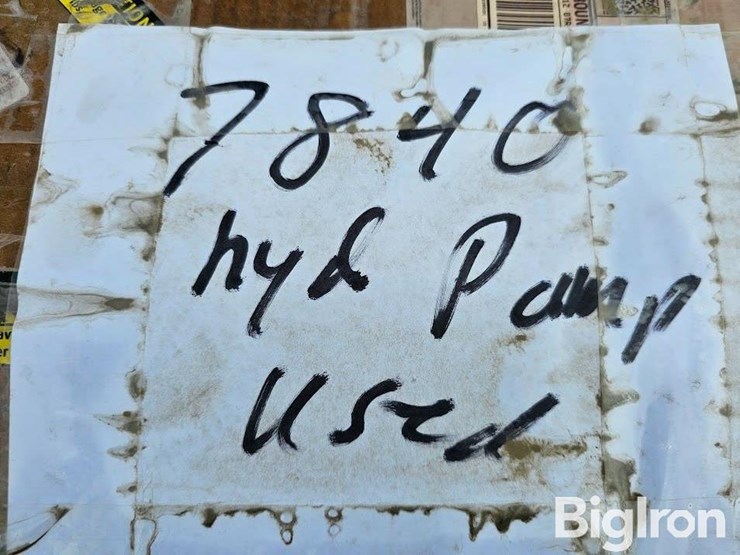 7840
hyd Pump
used
BigIron